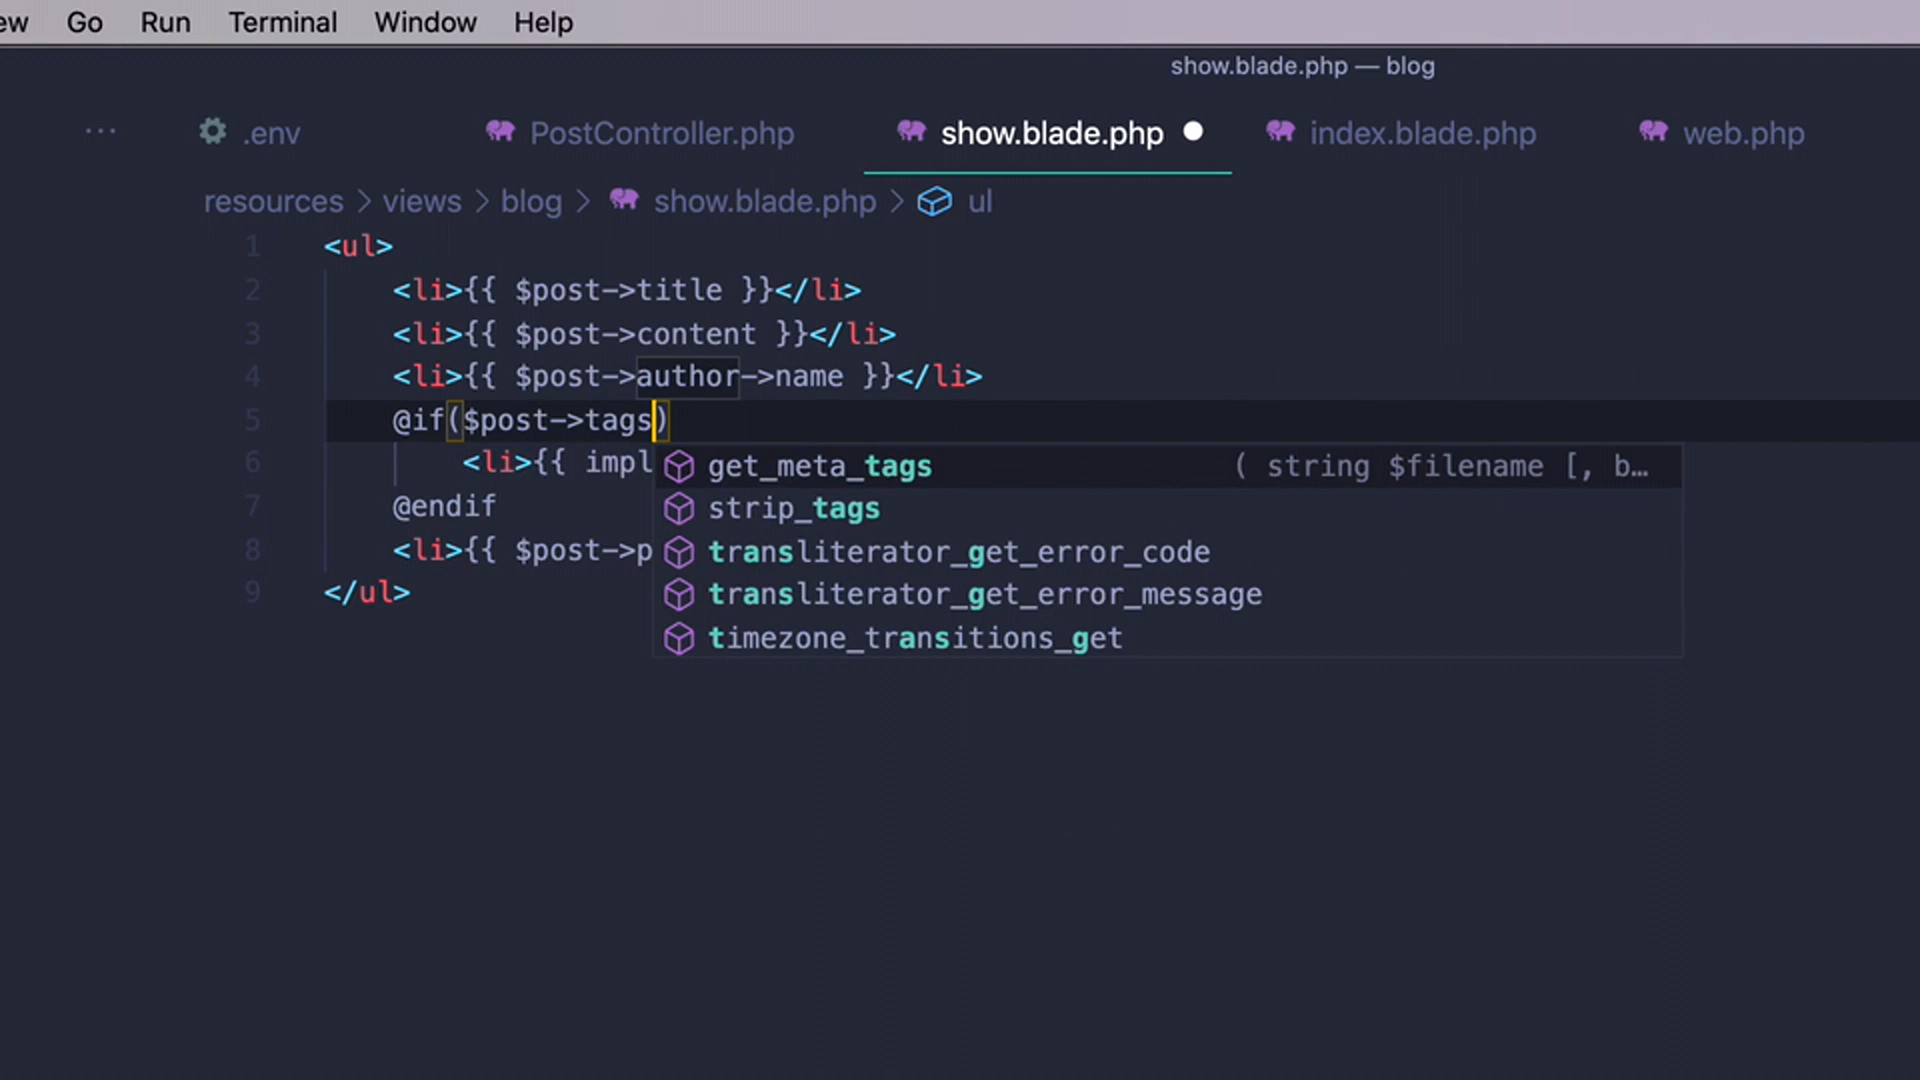 ew Go Run Terminal Window Help
show.blade.php — blog
... .env PostController.php show.blade.php index.blade.php web.php
resources > views > blog > show.blade.php > ul
1 <ul>
2 <li>{{ $post->title }}</li>
3 <li>{{ $post->content }}</li>
4 <li>{{ $post->author->name }}</li>
5 @if($post->tags)
6 <li>{{ impl
get_meta_tags ( string $filename [, b…
7 @endif
strip_tags
8 <li>{{ $post->p
transliterator_get_error_code
9 </ul>
transliterator_get_error_message
timezone_transitions_get